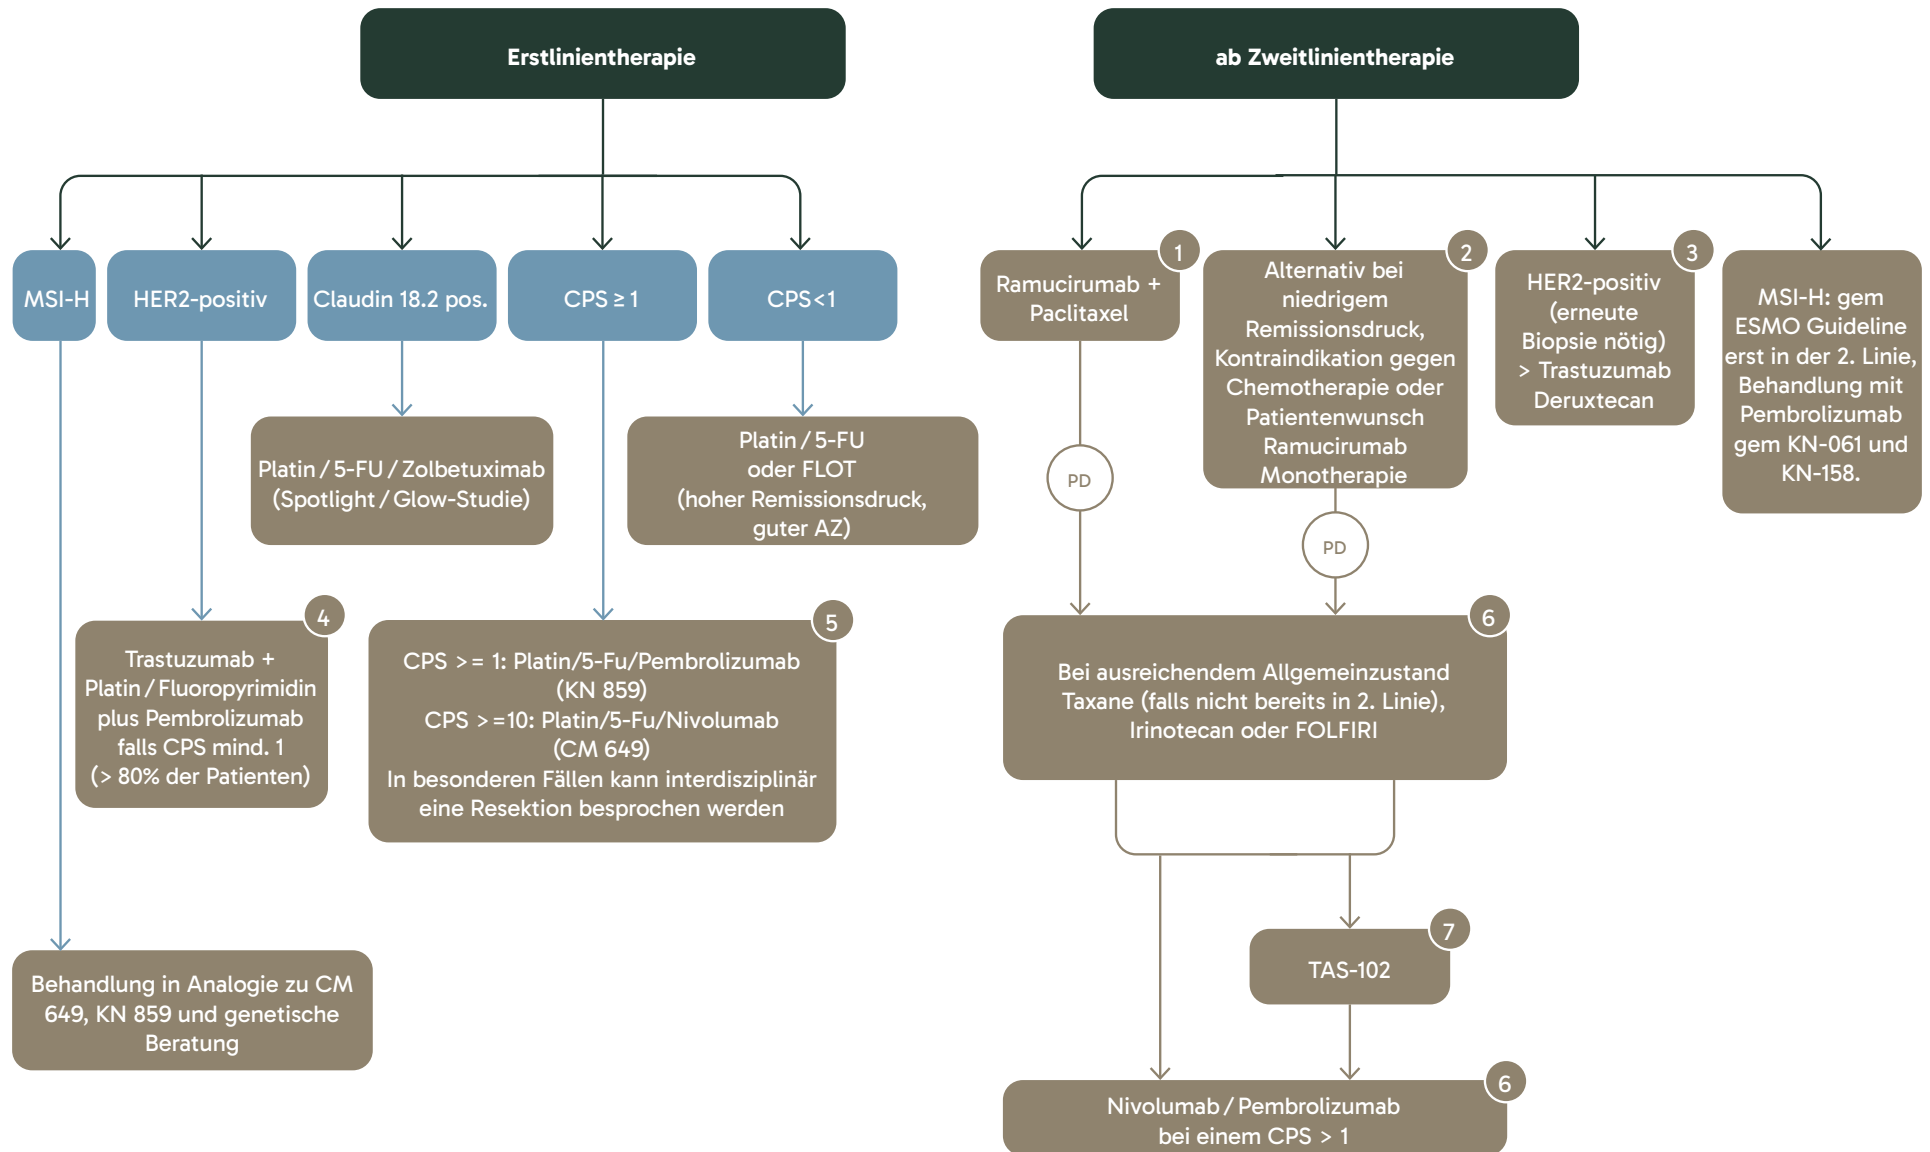 Erstlinientherapie
MSI-H
HER2-positiv
Claudin 18.2 pos.
CPS ≥ 1
CPS<1
Platin / 5-FU / Zolbetuximab
(Spotlight / Glow-Studie)
Platin / 5-FU
oder FLOT
(hoher Remissionsdruck,
guter AZ)
4
Trastuzumab +
Platin / Fluoropyrimidin
plus Pembrolizumab
falls CPS mind. 1
(> 80% der Patienten)
5
CPS >= 1: Platin/5-Fu/Pembrolizumab
(KN 859)
CPS >=10: Platin/5-Fu/Nivolumab
(CM 649)
In besonderen Fällen kann interdisziplinär
eine Resektion besprochen werden
Behandlung in Analogie zu CM
649, KN 859 und genetische
Beratung
ab Zweitlinientherapie
1
Ramucirumab +
Paclitaxel
2
Alternativ bei
niedrigem
Remissionsdruck,
Kontraindikation gegen
Chemotherapie oder
Patientenwunsch
Ramucirumab
Monotherapie
3
HER2-positiv
(erneute
Biopsie nötig)
> Trastuzumab
Deruxtecan
MSI-H: gem
ESMO Guideline
erst in der 2. Linie,
Behandlung mit
Pembrolizumab
gem KN-061 und
KN-158.
PD
PD
6
Bei ausreichendem Allgemeinzustand
Taxane (falls nicht bereits in 2. Linie),
Irinotecan oder FOLFIRI
7
TAS-102
6
Nivolumab / Pembrolizumab
bei einem CPS > 1